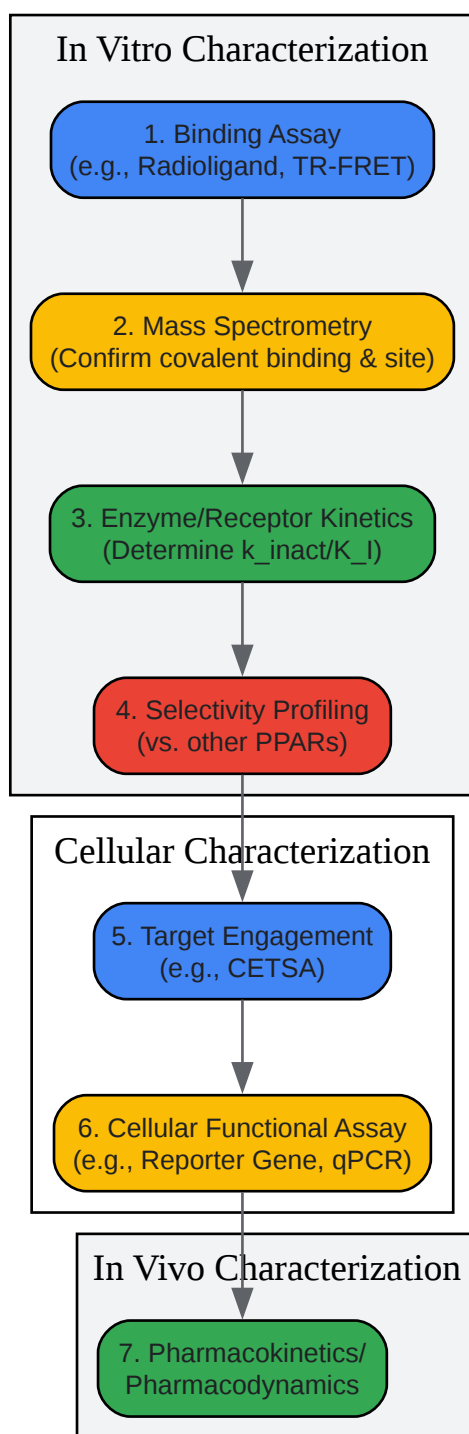 In Vitro Characterization
1. Binding Assay
(e.g., Radioligand, TR-FRET)
2. Mass Spectrometry
(Confirm covalent binding & site)
3. Enzyme/Receptor Kinetics
(Determine k_inact/K_I)
4. Selectivity Profiling
(vs. other PPARs)
Cellular Characterization
5. Target Engagement
(e.g., CETSA)
6. Cellular Functional Assay
(e.g., Reporter Gene, qPCR)
In Vivo Characterization
7. Pharmacokinetics/
Pharmacodynamics